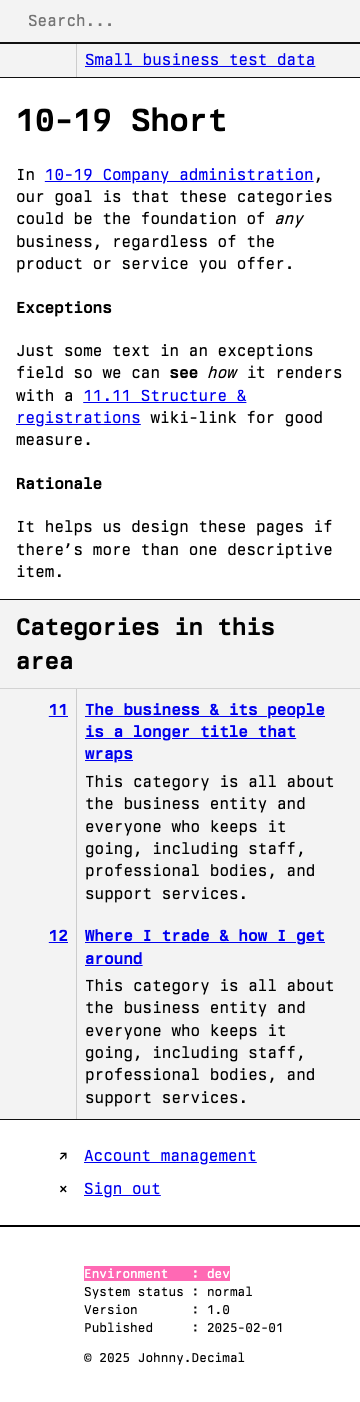 Search...
Small business test data
10-19 Short
In 10-19 Company administration,
our goal is that these categories
could be the foundation of any
business, regardless of the
product or service you offer.
Exceptions
Just some text in an exceptions
field so we can see how it renders
with a 11.11 Structure &
registrations wiki-link for good
measure.
Rationale
It helps us design these pages if
there’s more than one descriptive
item.
Categories in this
area
11 The business & its people
is a longer title that
wraps
This category is all about
the business entity and
everyone who keeps it
going, including staff,
professional bodies, and
support services.
12 Where I trade & how I get
around
This category is all about
the business entity and
everyone who keeps it
going, including staff,
professional bodies, and
support services.
↗ Account management
× Sign out
Environment : dev
System status : normal
Version : 1.0
Published : 2025-02-01
© 2025 Johnny.Decimal